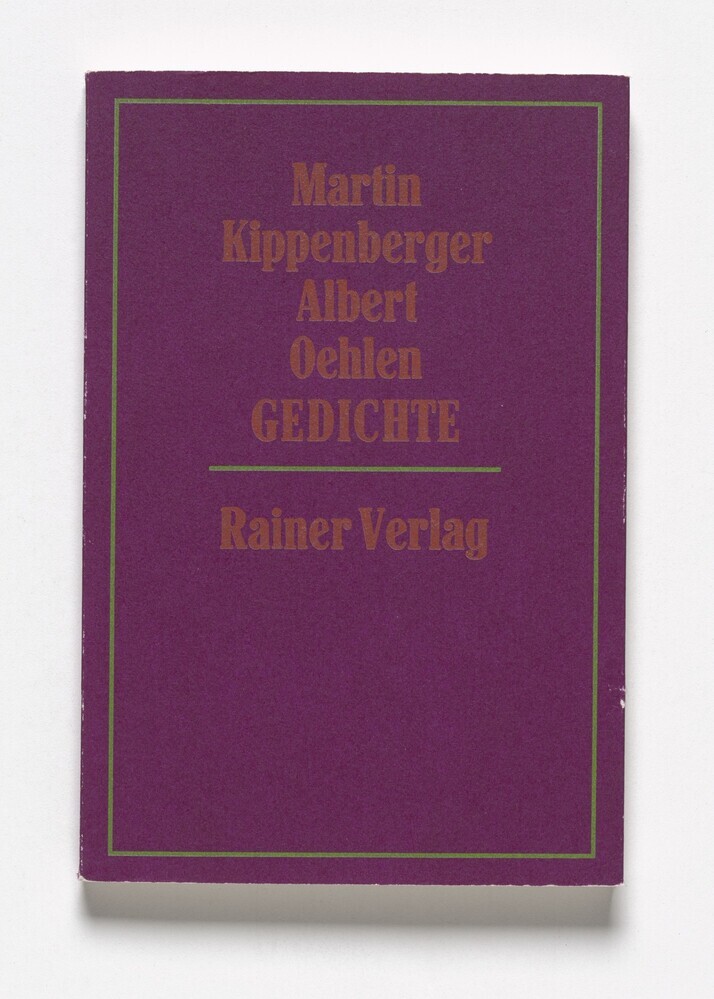 Martin
Kippenberger
Albert
Oehlen
GEDICHTE
Rainer Verlag